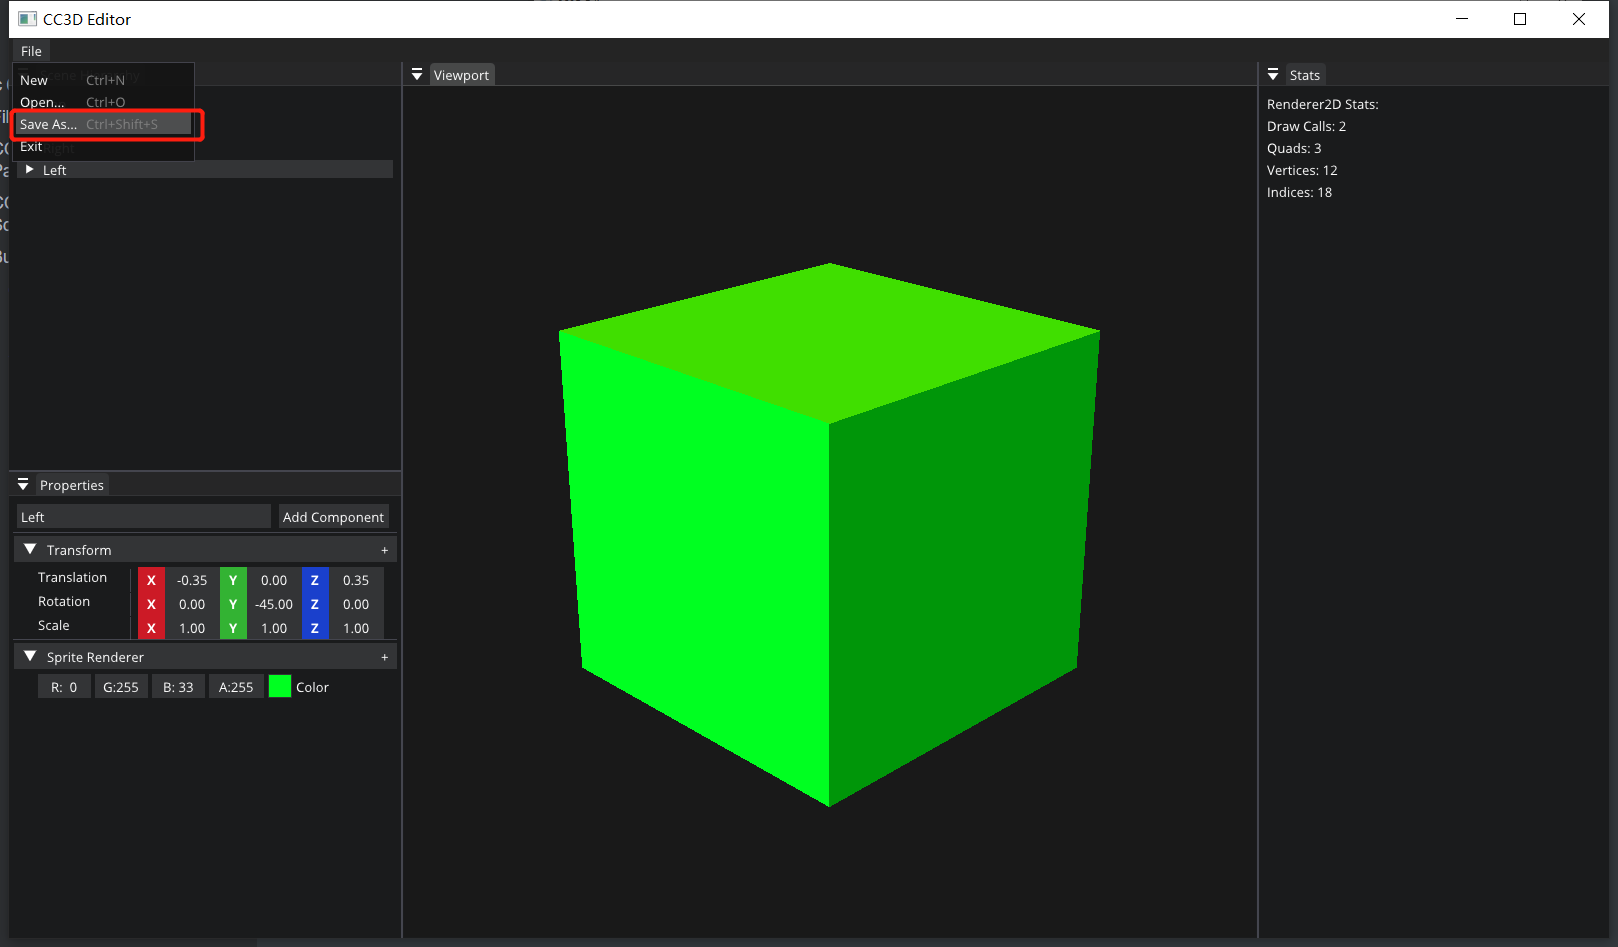 CC3D Editor
File
New Ctrl+N
Open... Ctrl+O
Save As... Ctrl+Shift+S
Exit
Right
Left
Viewport
Stats
Renderer2D Stats:
Draw Calls: 2
Quads: 3
Vertices: 12
Indices: 18
Properties
Left Add Component
Transform +
Translation X -0.35 Y 0.00 Z 0.35
Rotation X 0.00 Y -45.00 Z 0.00
Scale X 1.00 Y 1.00 Z 1.00
Sprite Renderer +
R: 0 G:255 B: 33 A:255 Color